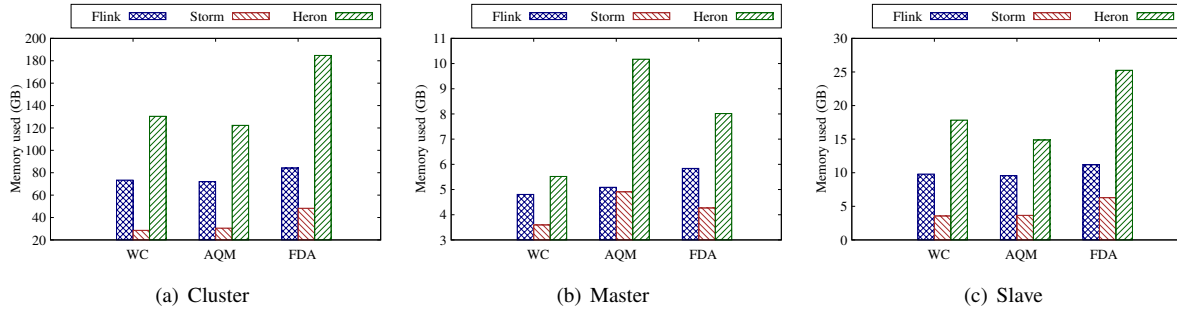 Flink Storm Heron
Memory used (GB)
200
180
160
140
120
100
80
60
40
20
WC AQM FDA
(a) Cluster
Flink Storm Heron
Memory used (GB)
11
10
9
8
7
6
5
4
3
WC AQM FDA
(b) Master
Flink Storm Heron
Memory used (GB)
30
25
20
15
10
5
0
WC AQM FDA
(c) Slave